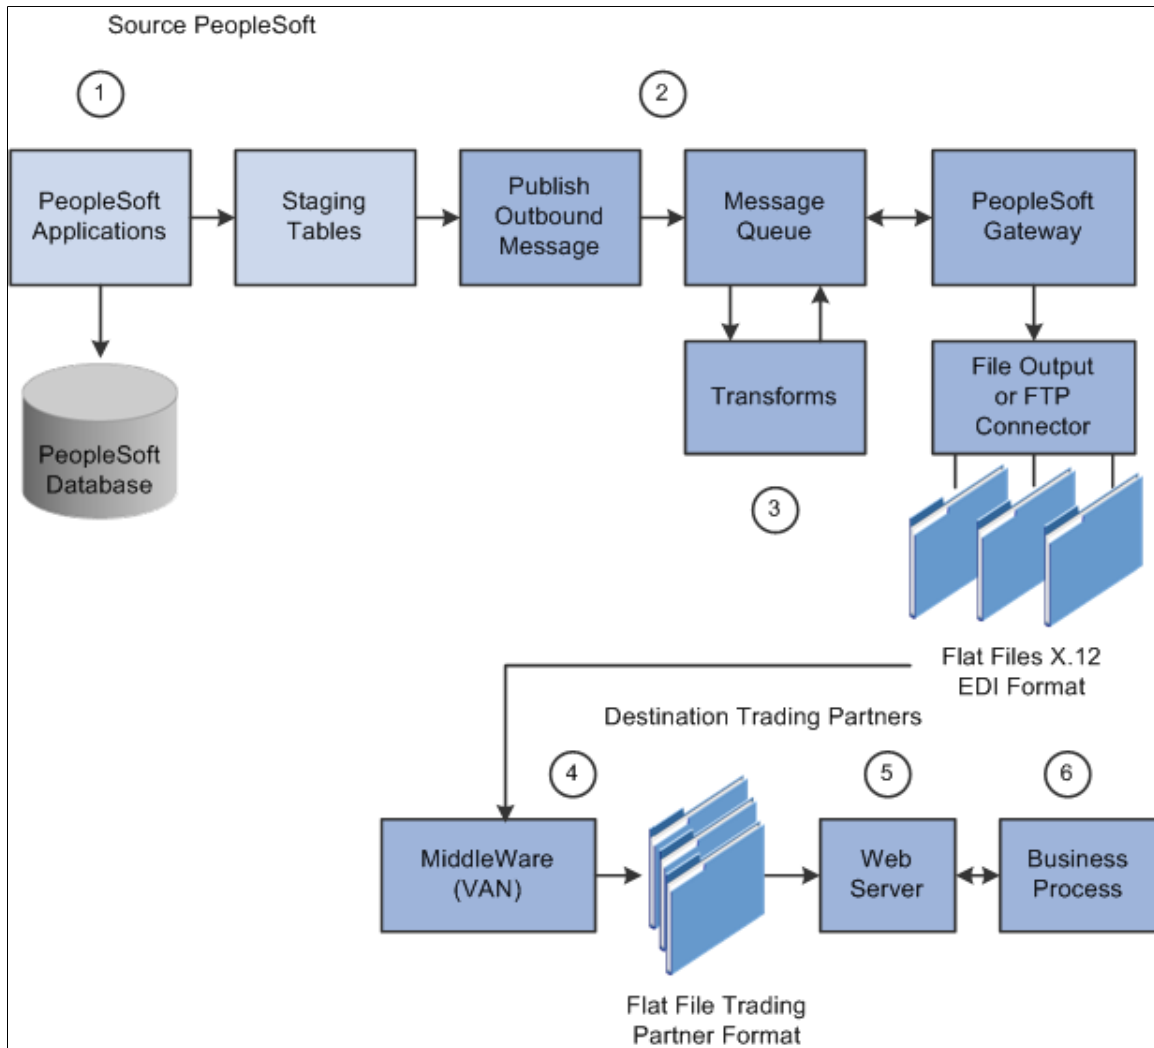 Source PeopleSoft
1
2
PeopleSoft
Applications
Staging
Tables
Publish
Outbound
Message
Message
Queue
PeopleSoft
Gateway
PeopleSoft
Database
Transforms
File Output
or FTP
Connector
3
Flat Files X.12
EDI Format
Destination Trading Partners
4
5
6
MiddleWare
(VAN)
Web
Server
Business
Process
Flat File Trading
Partner Format